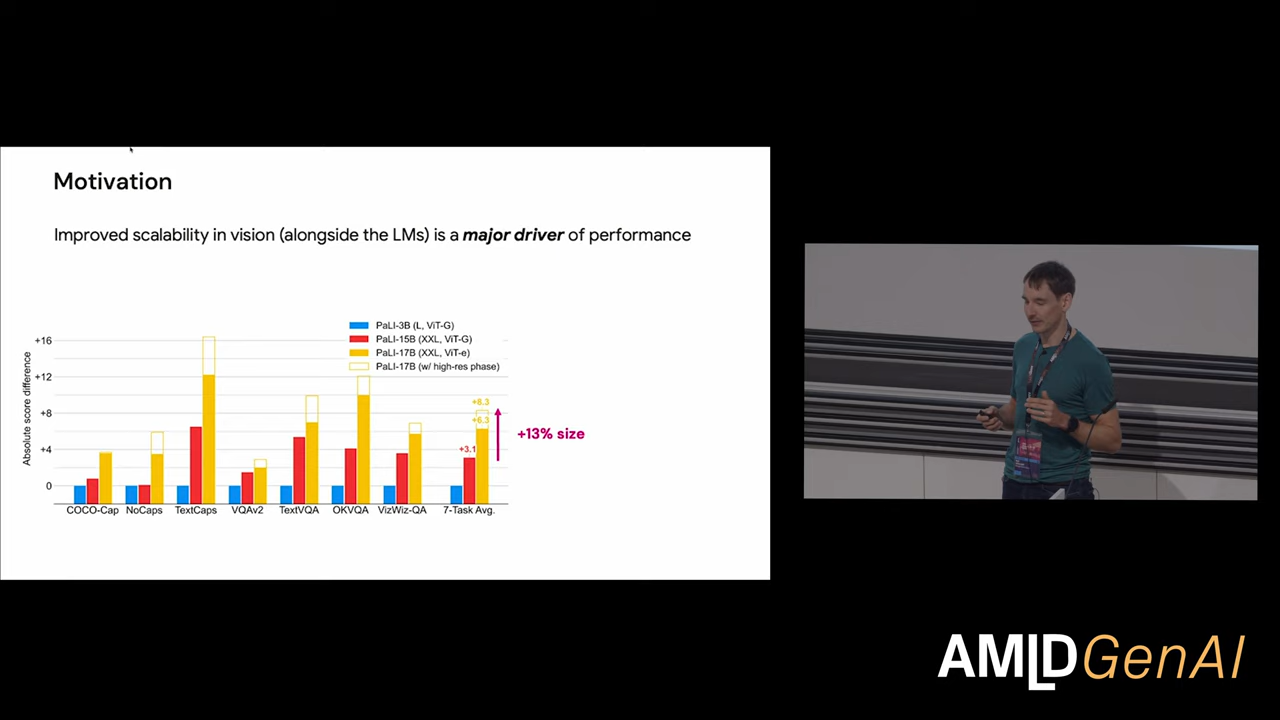 Motivation
Improved scalability in vision (alongside the LMs) is a major driver of performance
Absolute score difference
+16
+12
+8
+4
0
PaLI-3B (L, ViT-G)
PaLI-15B (XXL, ViT-G)
PaLI-17B (XXL, ViT-e)
PaLI-17B (w/ high-res phase)
+8.3
+6.3
+3.1
+13% size
COCO-Cap NoCaps TextCaps VQAv2 TextVQA OKVQA VizWiz-QA 7-Task Avg.
AMLD GenAI